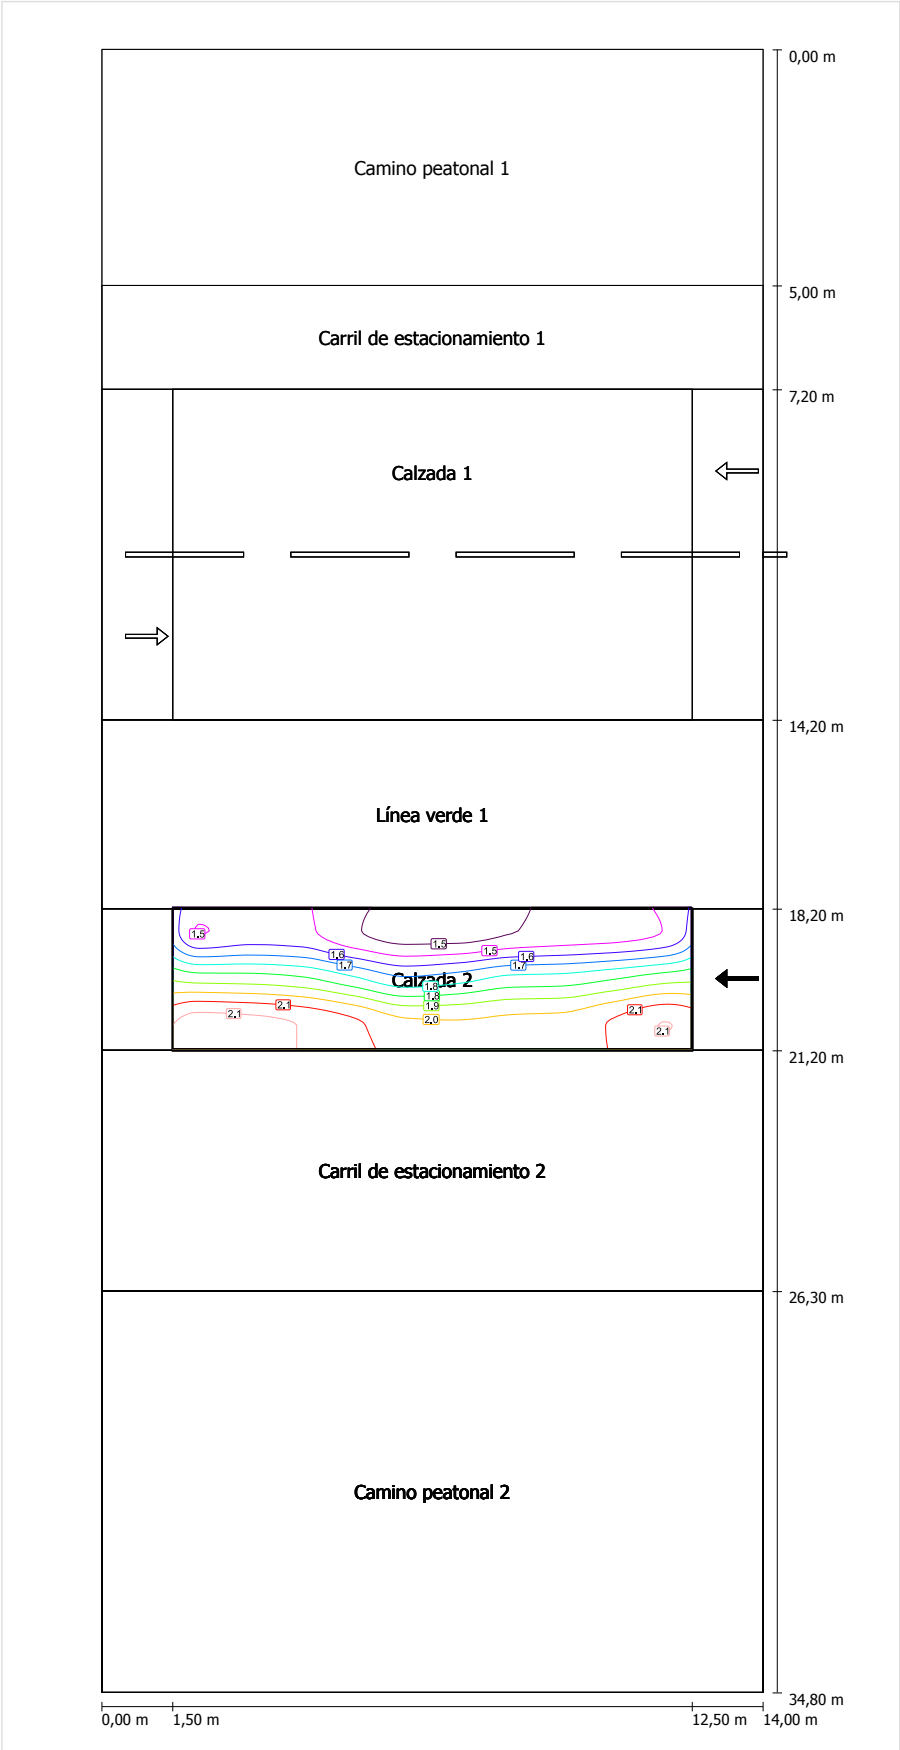 0,00 m
Camino peatonal 1
5,00 m
Carril de estacionamiento 1
7,20 m
Calzada 1
14,20 m
Línea verde 1
18,20 m
1.5
1.5
1.5
1.6
1.6
1.7
1.7
Calzada 2
1.8
1.8
1.9
2.0
2.1
2.1
2.1
2.1
21,20 m
Carril de estacionamiento 2
26,30 m
Camino peatonal 2
34,80 m
0,00 m 1,50 m 12,50 m 14,00 m